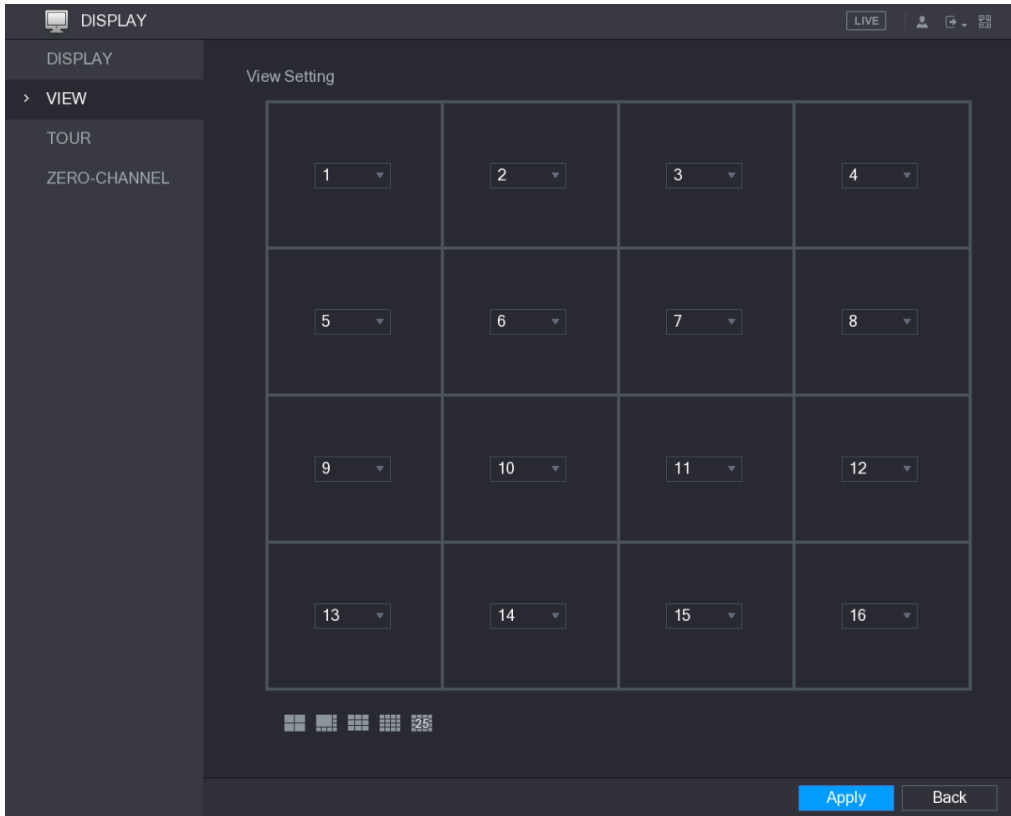 DISPLAY
LIVE
DISPLAY
VIEW
TOUR
ZERO-CHANNEL
View Setting
1 2 3 4
5 6 7 8
9 10 11 12
13 14 15 16
25
Apply Back